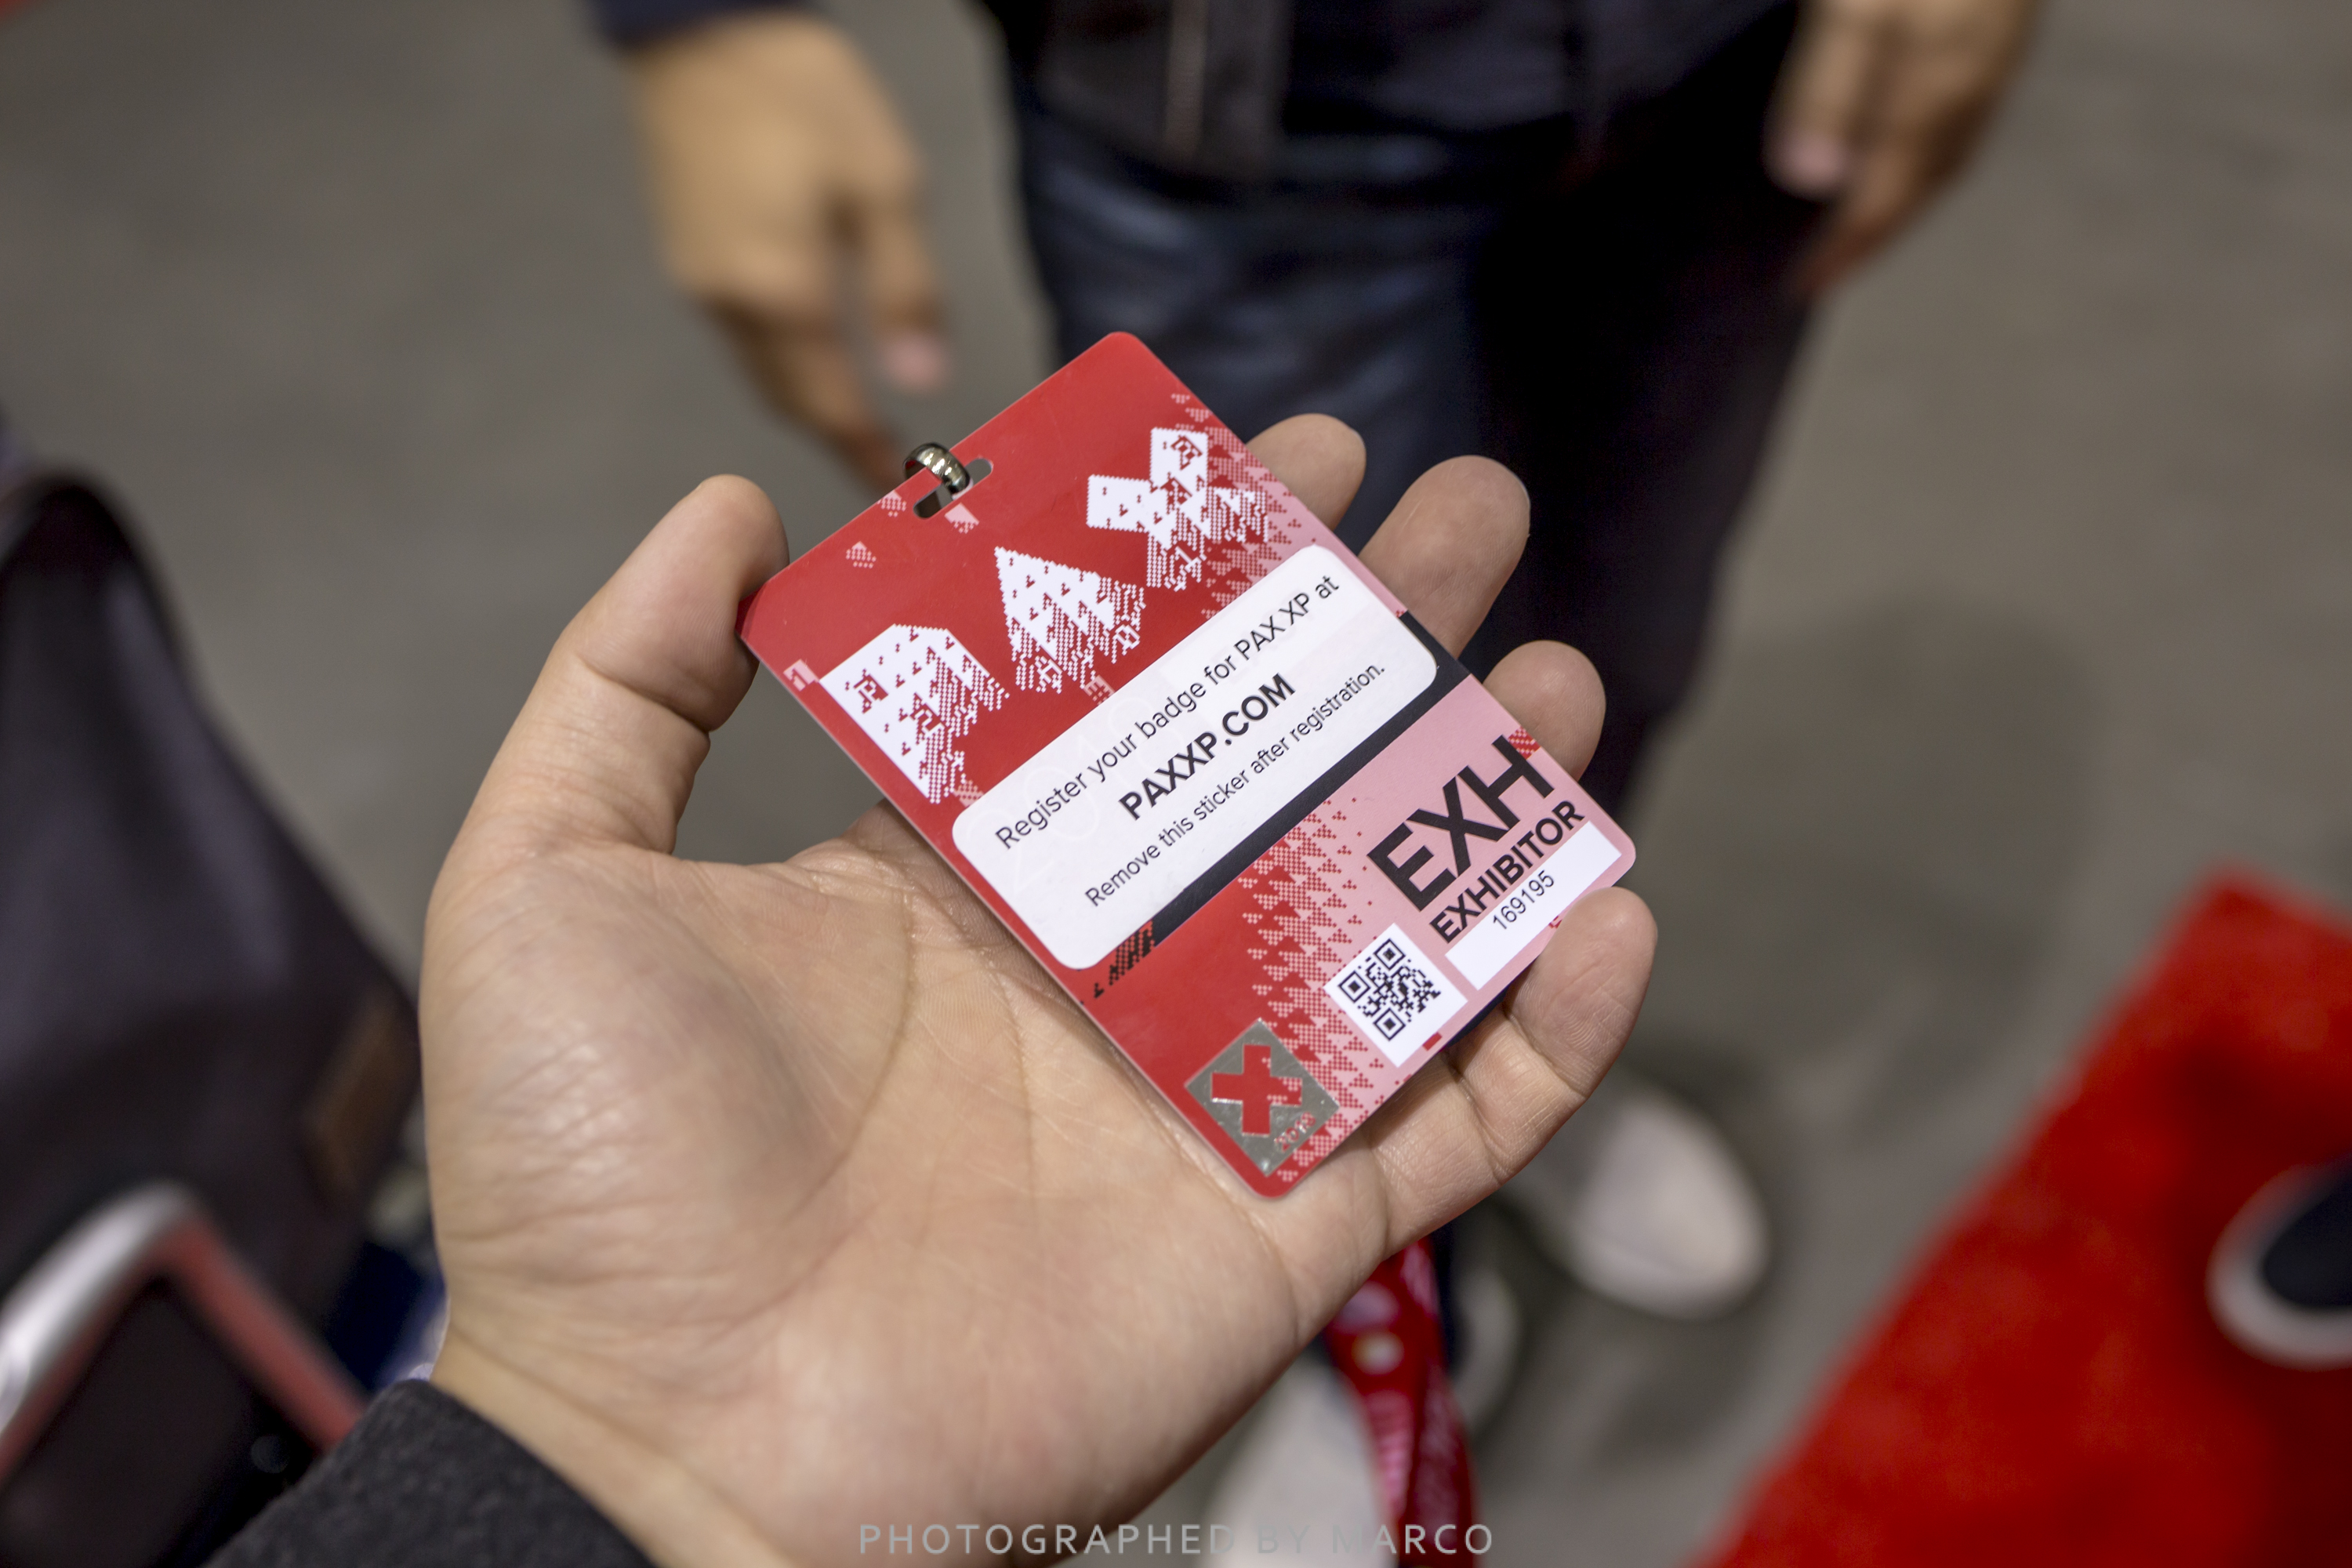 PAX
Register your badge for PAX XP at
PAXXP.COM
Remove this sticker after registration.
EXH
EXHIBITOR
169195
PHOTOGRAPHED BY MARCO